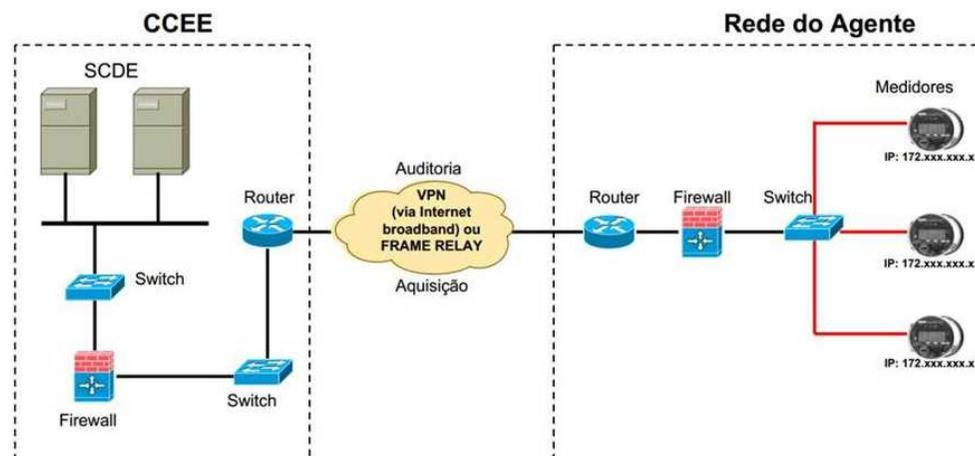 CCEE
Rede do Agente
SCDE
Medidores
IP: 172.xxx.xxx.x
Auditoria
VPN
(via Internet
broadband) ou
FRAME RELAY
Aquisição
Router
Router
Firewall
Switch
IP: 172.xxx.xxx.x
Switch
IP: 172.xxx.xxx.x
Switch
Firewall